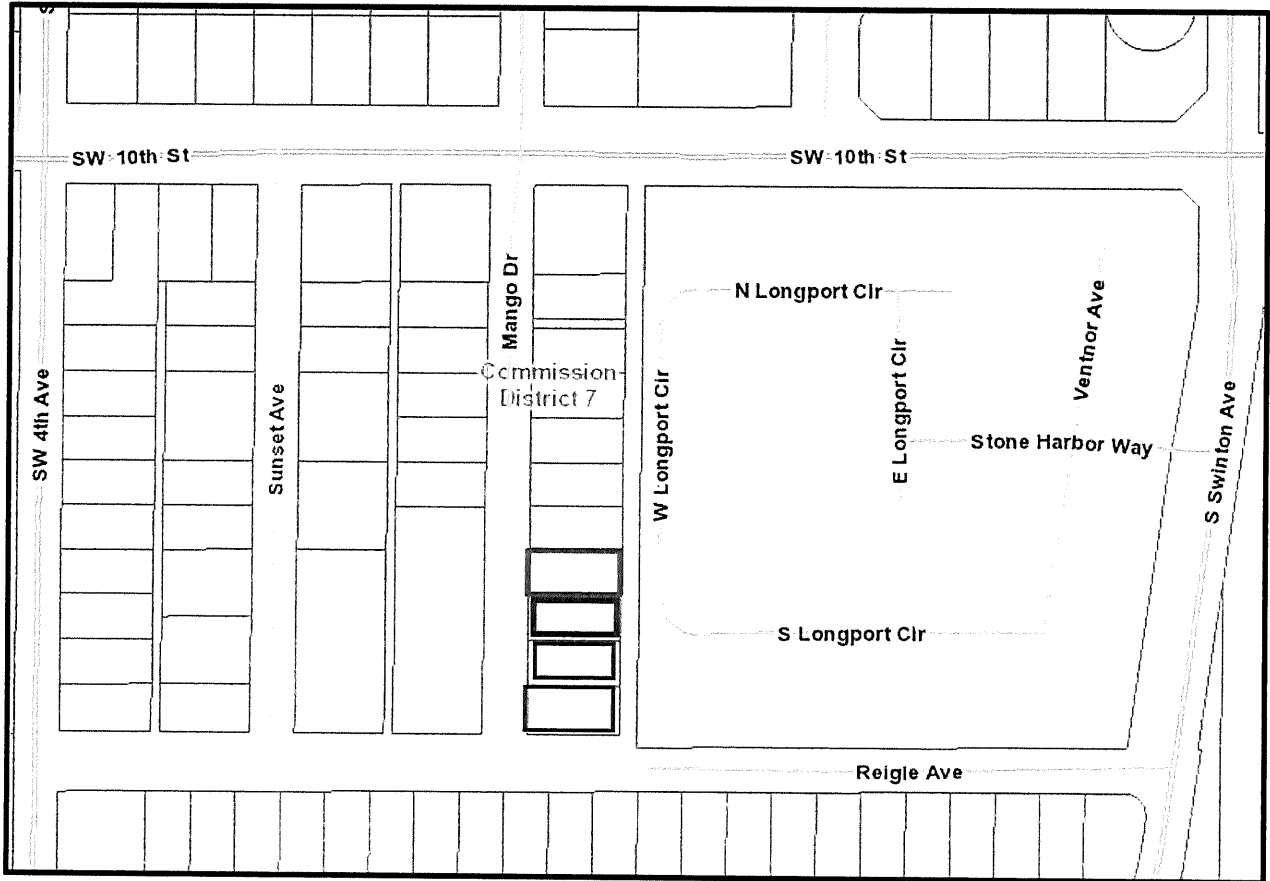 SW 10th St
SW 10th St
N Longport Cir
Mango Dr
Ventnor Ave
Commission
District 7
SW 4th Ave
Sunset Ave
W Longport Cir
E Longport Cir
Stone Harbor Way
S Swinton Ave
S Longport Cir
Reigle Ave